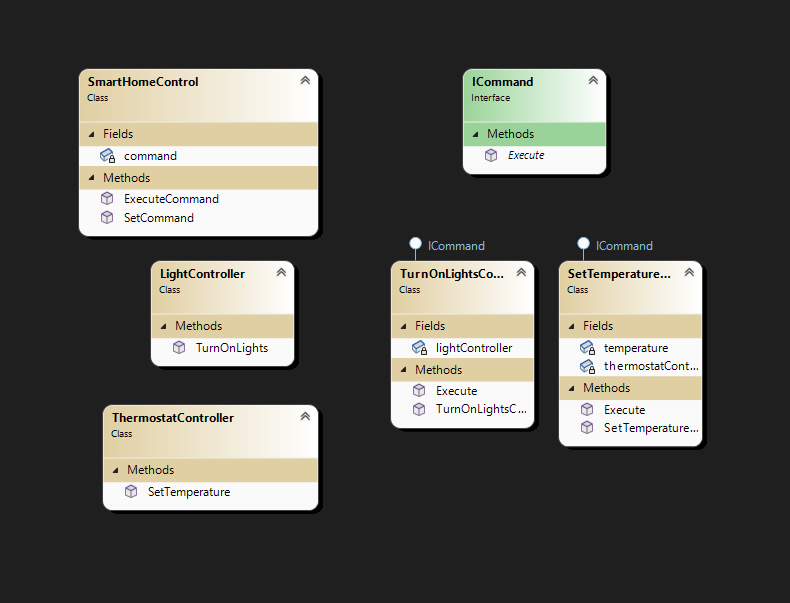 SmartHomeControl
Class
Fields
command
Methods
ExecuteCommand
SetCommand
ICommand
Interface
Methods
Execute
LightController
Class
Methods
TurnOnLights
ICommand
TurnOnLightsCo...
Class
Fields
lightController
Methods
Execute
TurnOnLightsC...
ICommand
SetTemperature...
Class
Fields
temperature
thermostatCont...
Methods
Execute
SetTemperature...
ThermostatController
Class
Methods
SetTemperature